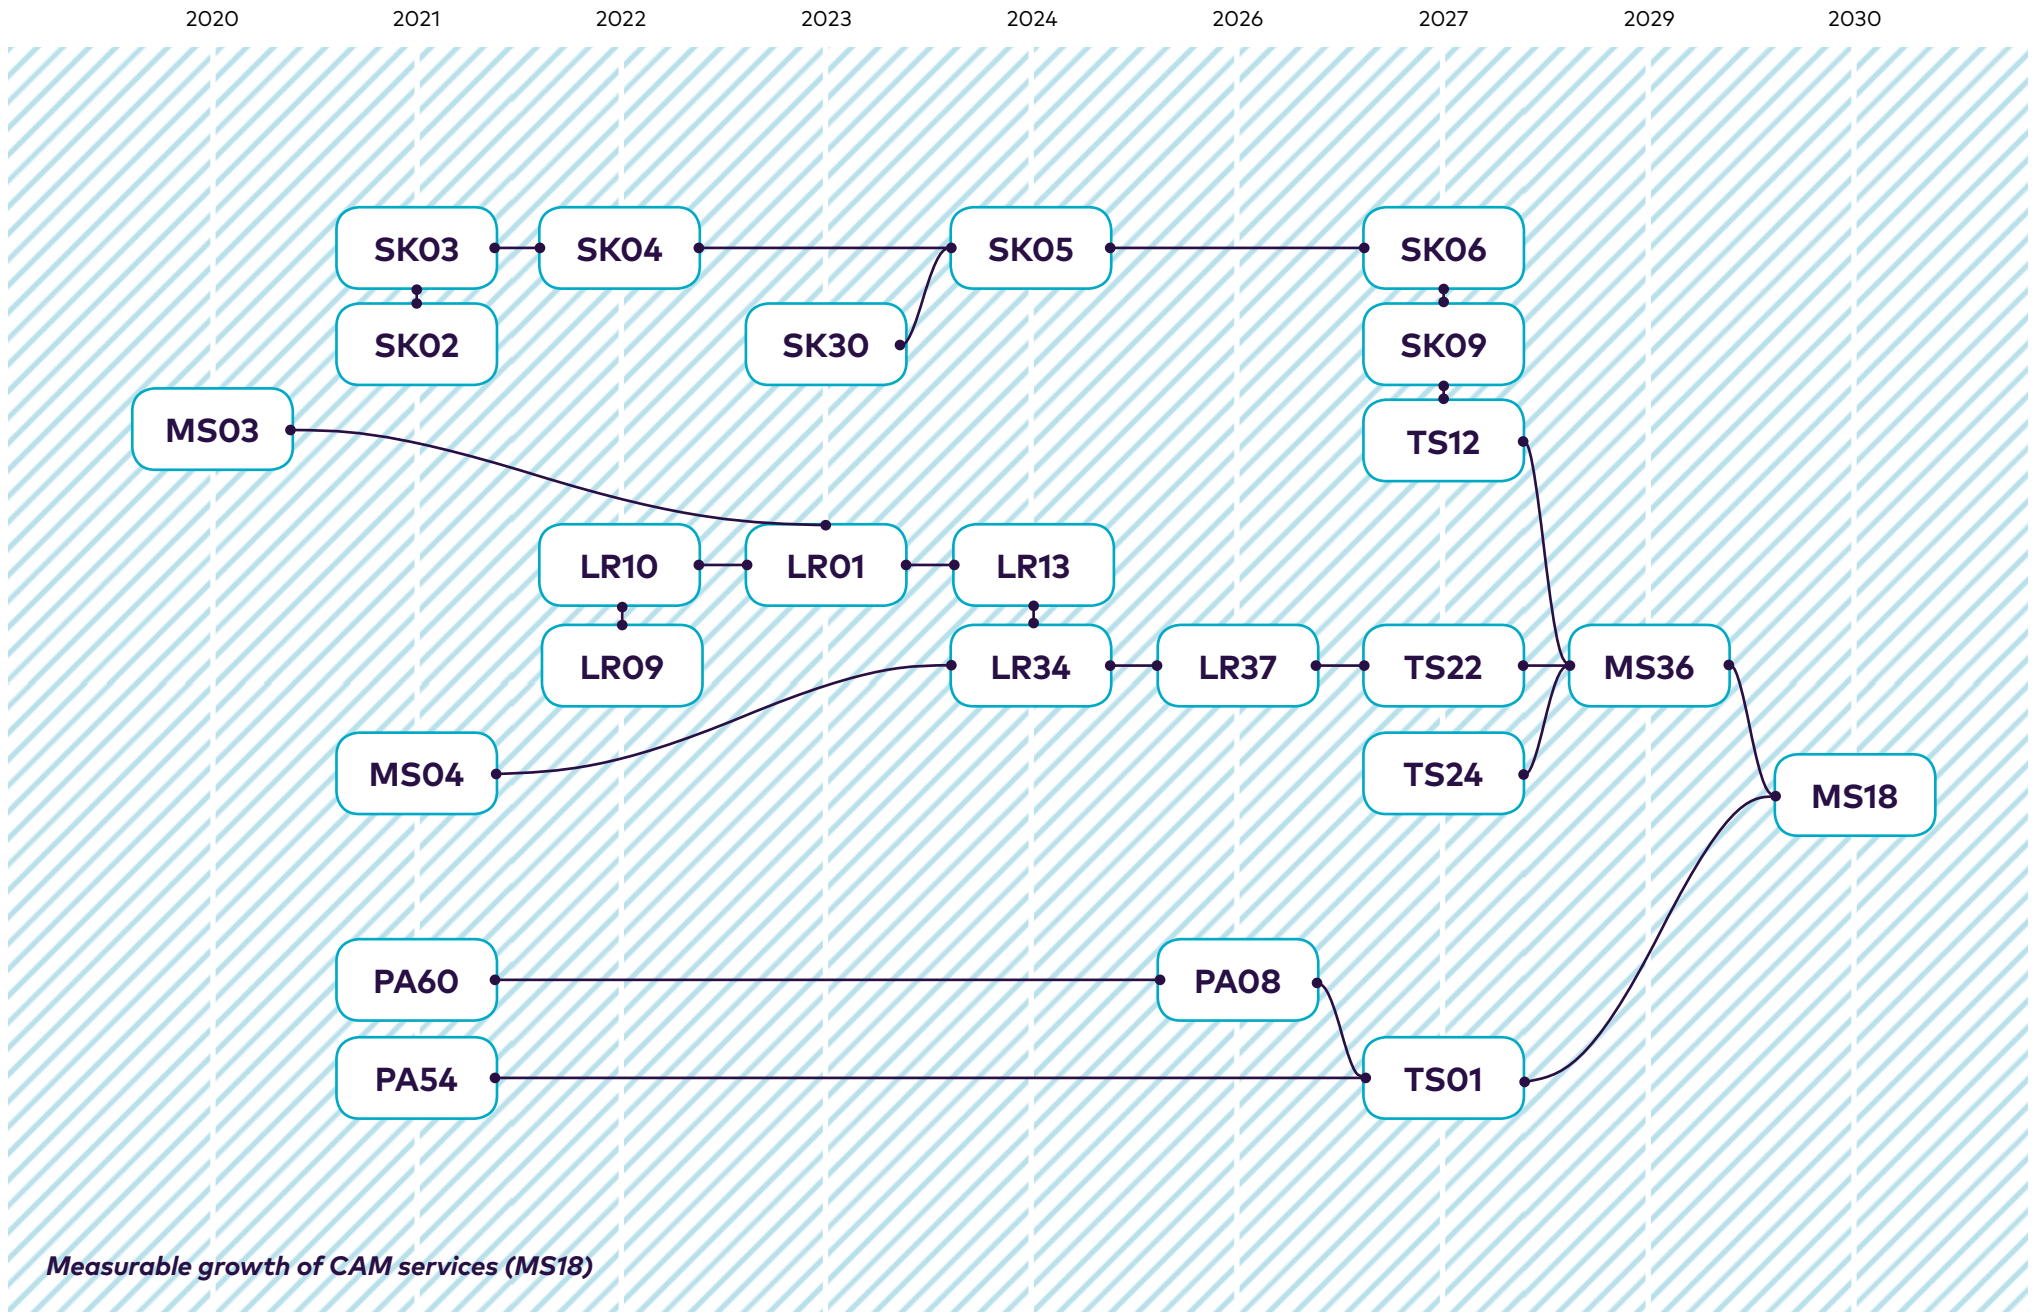 2020 2021 2022 2023 2024 2026 2027 2029 2030
SK03 SK04 SK05 SK06
SK02 SK30 SK09
MS03 TS12
LR10 LR01 LR13
LR09 LR34 LR37 TS22 MS36
MS04 TS24
MS18
PA60 PA08
PA54 TS01
Measurable growth of CAM services (MS18)